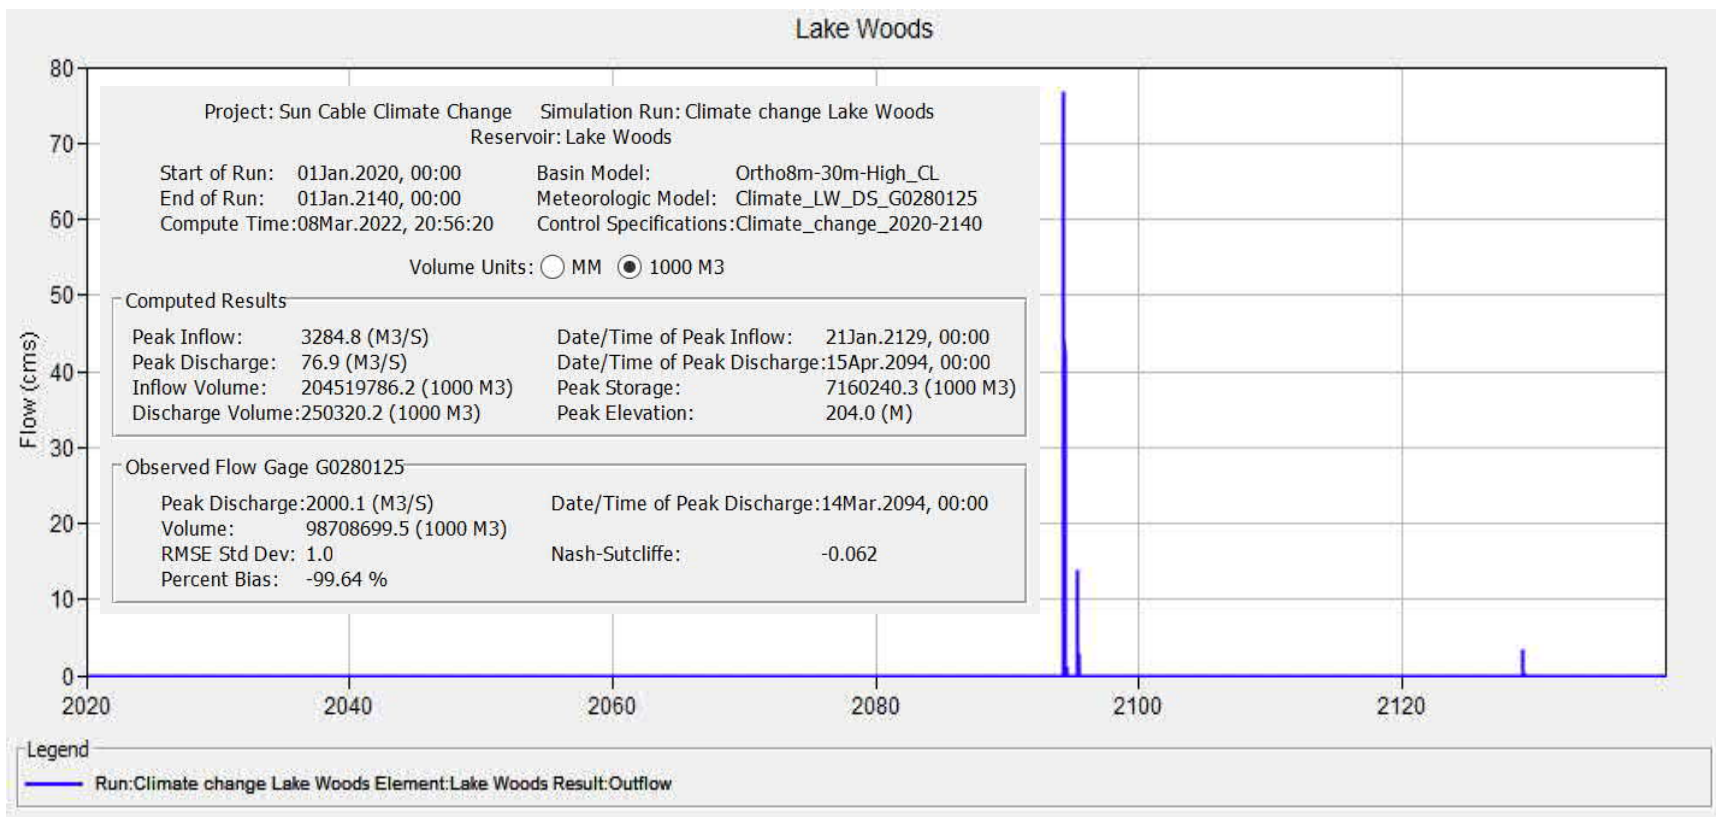 Lake Woods
80
70
60
50
40
30
20
10
0
Flow (cms)
Project: Sun Cable Climate Change Simulation Run: Climate change Lake Woods
Reservoir: Lake Woods
Start of Run: 01Jan.2020, 00:00 Basin Model: Ortho8m-30m-High_CL
End of Run: 01Jan.2140, 00:00 Meteorologic Model: Climate_LW_DS_G0280125
Compute Time:08Mar.2022, 20:56:20 Control Specifications:Climate_change_2020-2140
Volume Units: MM 1000 M3
Computed Results
Peak Inflow: 3284.8 (M3/S) Date/Time of Peak Inflow: 21Jan.2129, 00:00
Peak Discharge: 76.9 (M3/S) Date/Time of Peak Discharge:15Apr.2094, 00:00
Inflow Volume: 204519786.2 (1000 M3) Peak Storage: 7160240.3 (1000 M3)
Discharge Volume:250320.2 (1000 M3) Peak Elevation: 204.0 (M)
Observed Flow Gage G0280125
Peak Discharge:2000.1 (M3/S) Date/Time of Peak Discharge:14Mar.2094, 00:00
Volume: 98708699.5 (1000 M3)
RMSE Std Dev: 1.0 Nash-Sutcliffe: -0.062
Percent Bias: -99.64 %
2020 2040 2060 2080 2100 2120
Legend
Run:Climate change Lake Woods Element:Lake Woods Result:Outflow